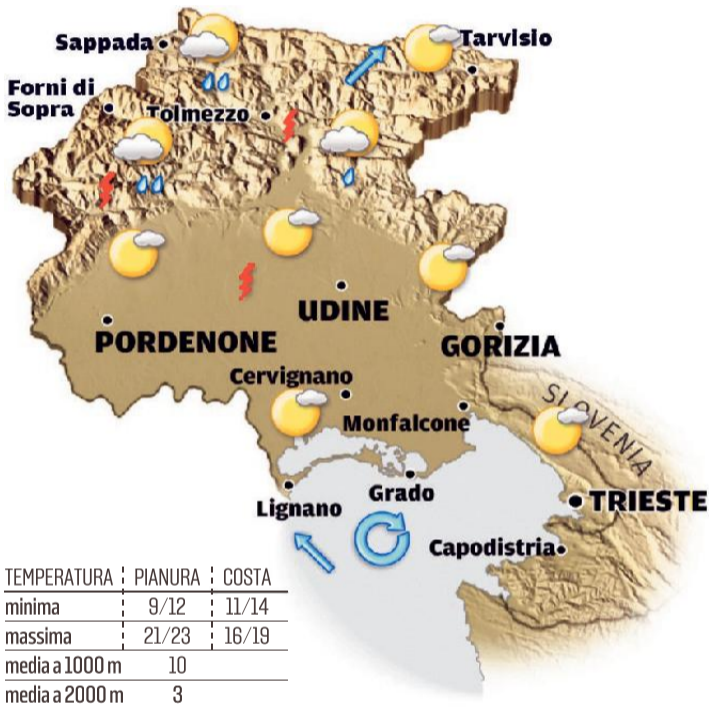 Sappada
Tarvisio
Forni di
Sopra
Tolmezzo
UDINE
PORDENONE
GORIZIA
Cervignano
SLOVENIA
Monfalcone
Grado
Lignano
TRIESTE
Capodistria
TEMPERATURA PIANURA COSTA
minima 9/12 11/14
massima 21/23 16/19
media a 1000 m 10
media a 2000 m 3